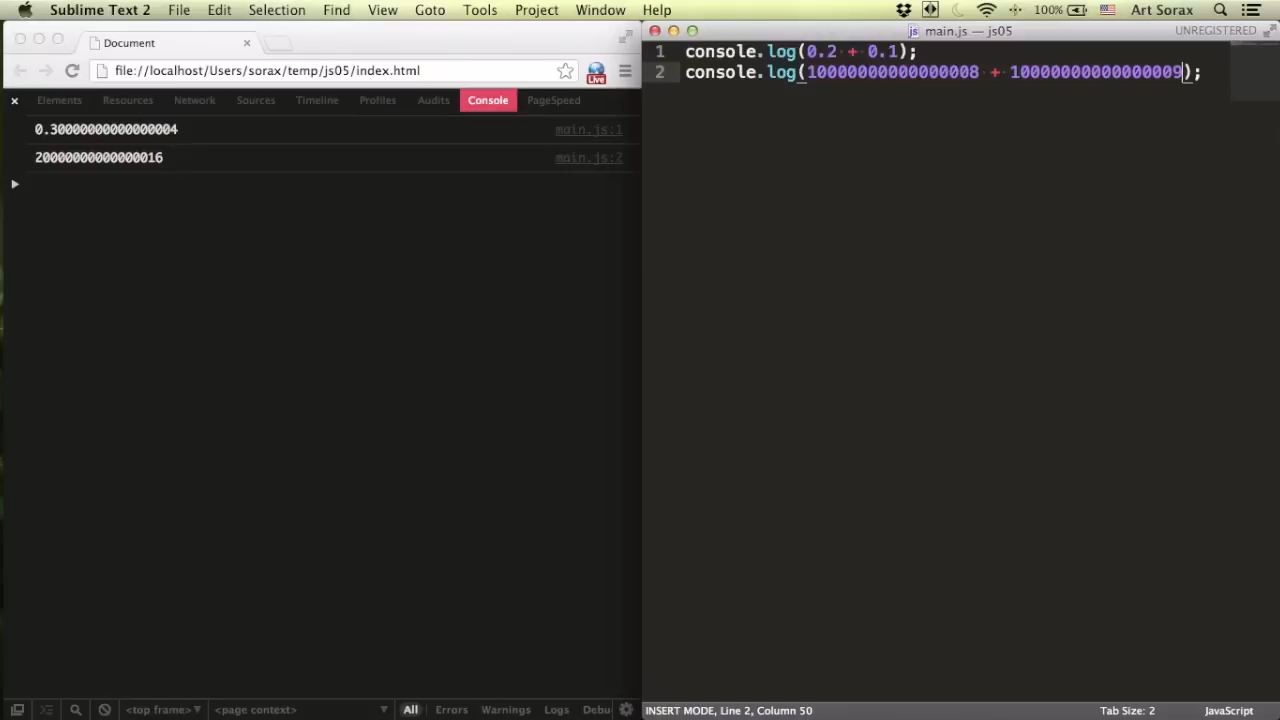 Sublime Text 2 File Edit Selection Find View Goto Tools Project Window Help 100% Art Sorax
Document
file://localhost/Users/sorax/temp/js05/index.html
Live
Elements Resources Network Sources Timeline Profiles Audits Console PageSpeed
0.30000000000000004 main.js:1
20000000000000016 main.js:2
<top frame> <page context> All Errors Warnings Logs Debu
main.js — js05 UNREGISTERED
1 console.log(0.2 + 0.1);
2 console.log(10000000000000008 + 10000000000000009);
INSERT MODE, Line 2, Column 50 Tab Size: 2 JavaScript